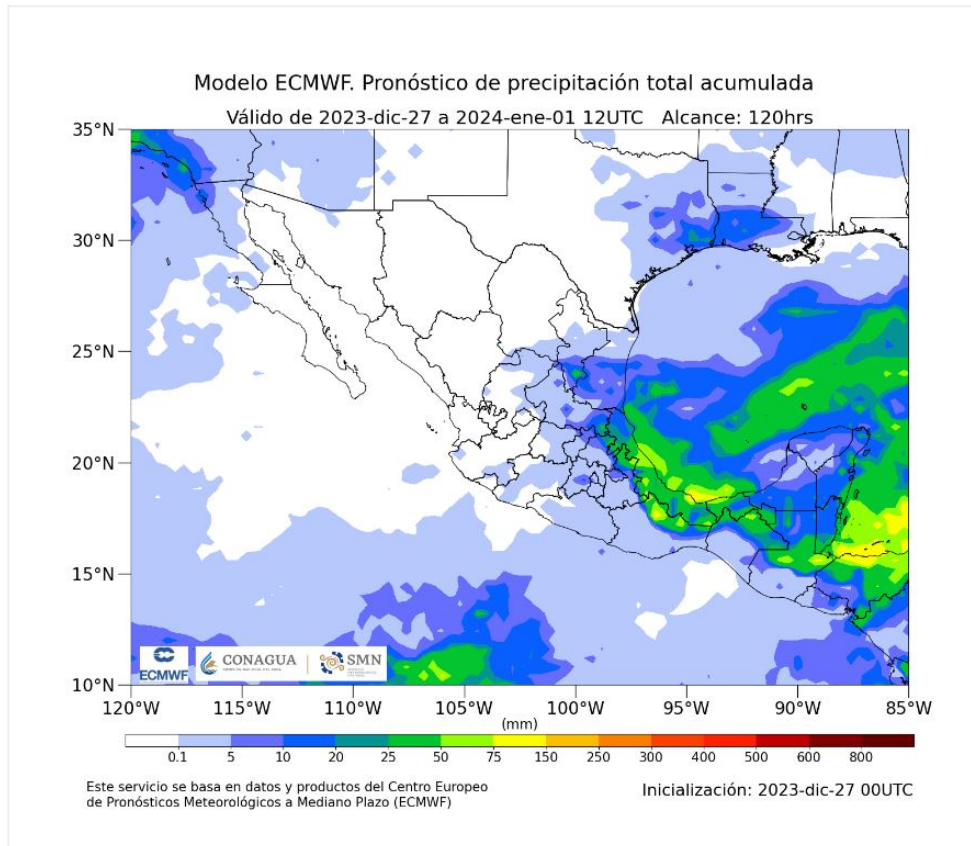 Modelo ECMWF. Pronóstico de precipitación total acumulada
Válido de 2023-dic-27 a 2024-ene-01 12UTC   Alcance: 120hrs
35°N
30°N
25°N
20°N
15°N
10°N
ECMWF
CONAGUA
SMN
120°W 115°W 110°W 105°W 100°W 95°W 90°W 85°W
(mm)
0.1 5 10 20 25 50 75 150 250 300 400 500 600 800
Este servicio se basa en datos y productos del Centro Europeo
de Pronósticos Meteorológicos a Mediano Plazo (ECMWF)
Inicialización: 2023-dic-27 00UTC